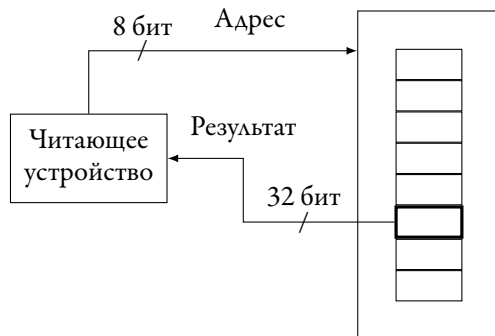 8 бит
Адрес
Читающее
устройство
Результат
32 бит